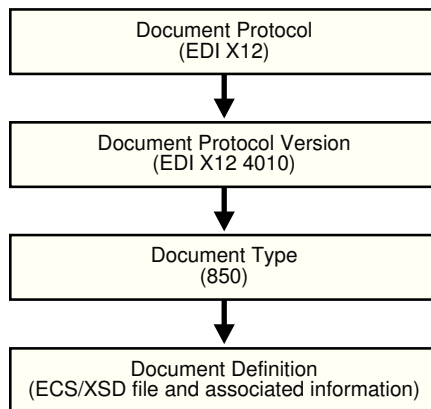 Document Protocol
(EDI X12)
Document Protocol Version
(EDI X12 4010)
Document Type
(850)
Document Definition
(ECS/XSD file and associated information)